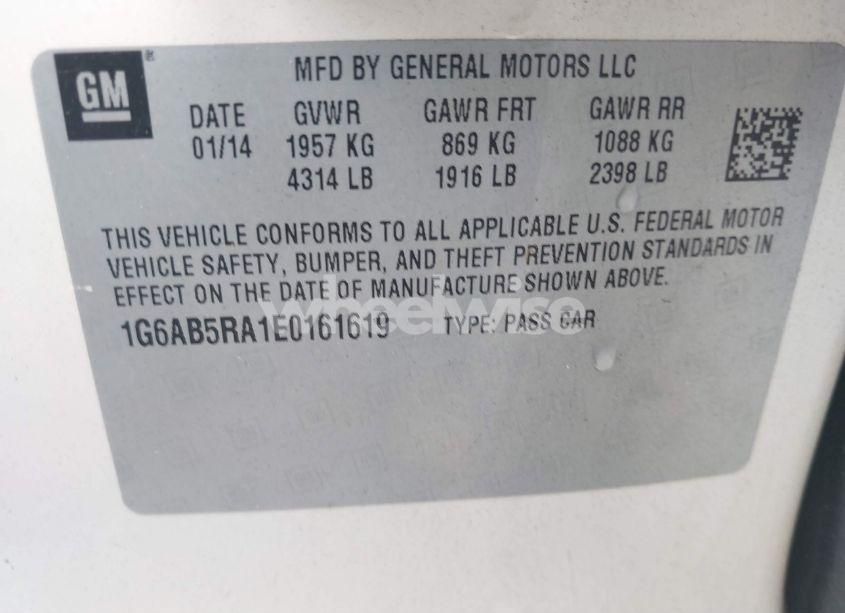 GM ®
MFD BY GENERAL MOTORS LLC
DATE GVWR GAWR FRT GAWR RR
01/14 1957 KG 869 KG 1088 KG
4314 LB 1916 LB 2398 LB
THIS VEHICLE CONFORMS TO ALL APPLICABLE U.S. FEDERAL MOTOR
VEHICLE SAFETY, BUMPER, AND THEFT PREVENTION STANDARDS IN
EFFECT ON THE DATE OF MANUFACTURE SHOWN ABOVE.
wheelwise
1G6AB5RA1E0161619 TYPE: PASS CAR